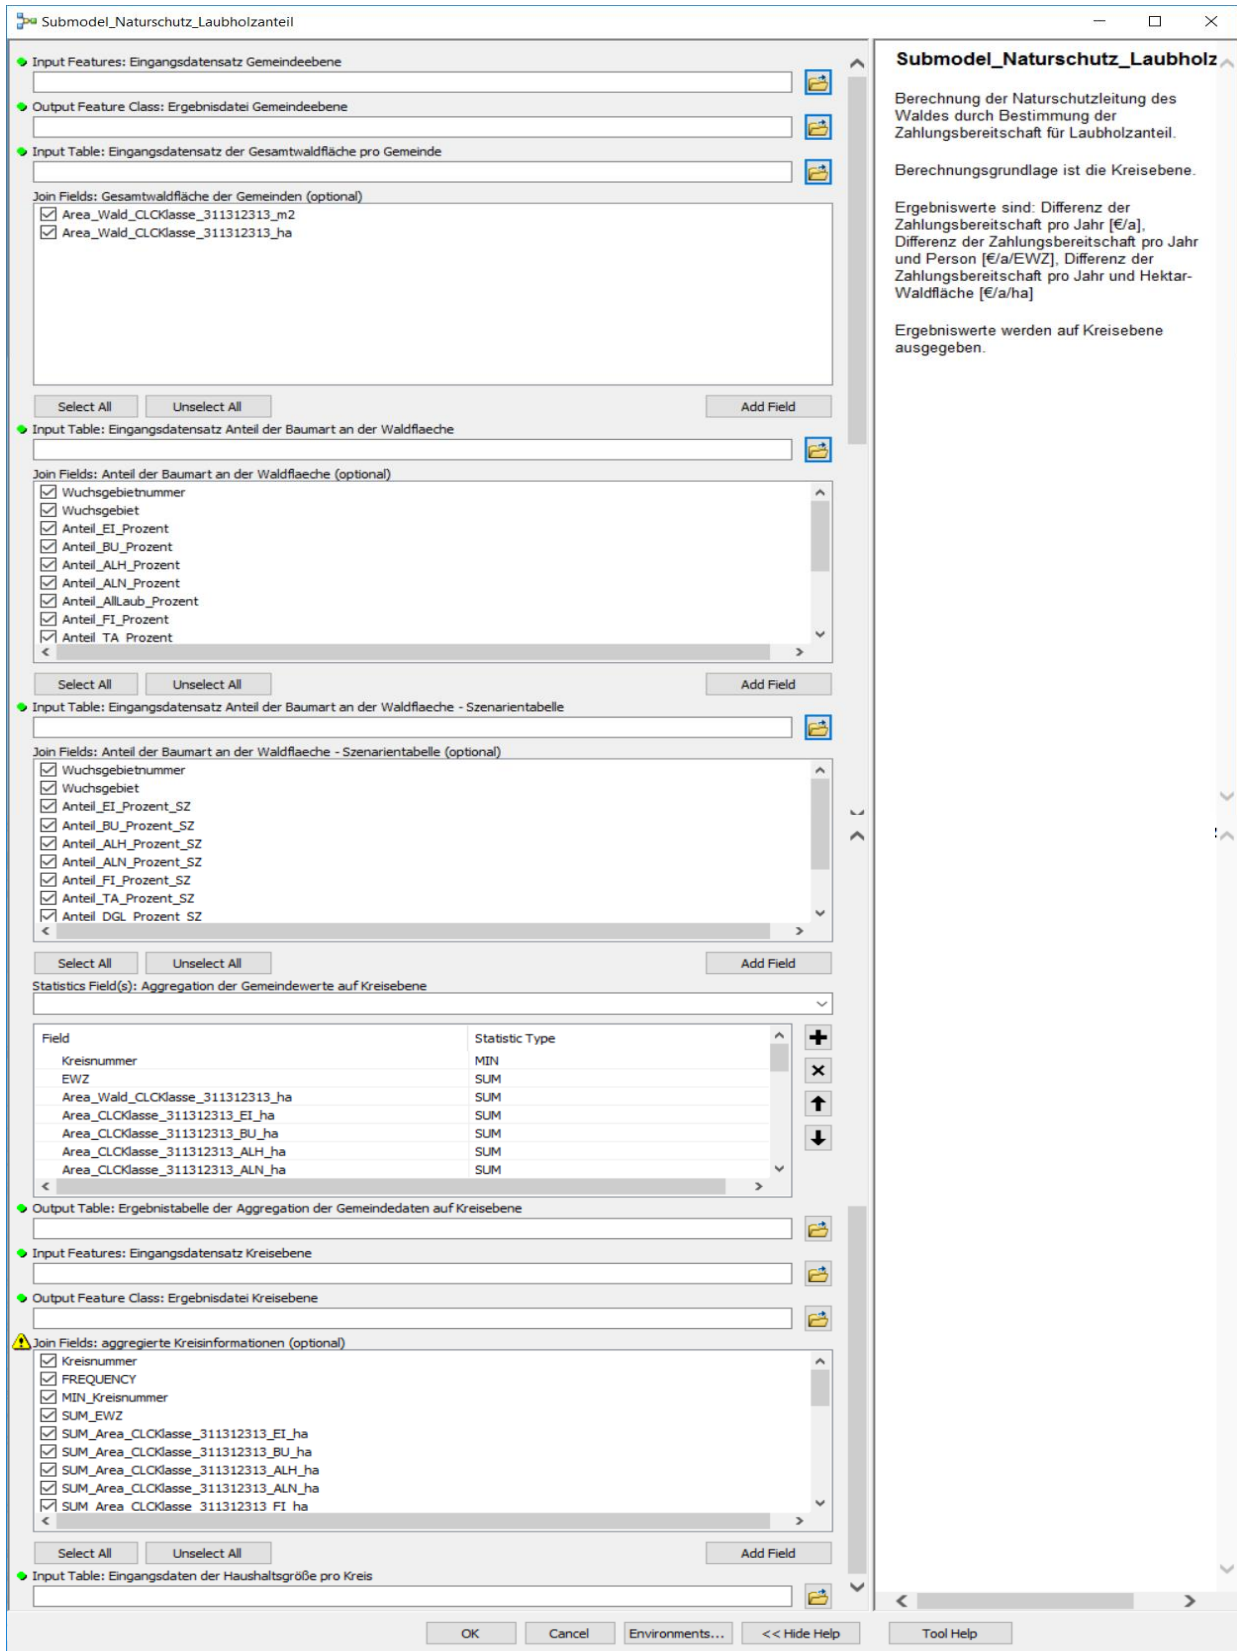 Submodel_Naturschutz_Laubholzanteil
Input Features: Eingangsdatensatz Gemeindeebene
Output Feature Class: Ergebnisdatei Gemeindeebene
Input Table: Eingangsdatensatz der Gesamtwaldfläche pro Gemeinde
Join Fields: Gesamtwaldfläche der Gemeinden (optional)
Area_Wald_CLCKlasse_311312313_m2
Area_Wald_CLCKlasse_311312313_ha
Select All Unselect All Add Field
Input Table: Eingangsdatensatz Anteil der Baumart an der Waldflaeche
Join Fields: Anteil der Baumart an der Waldflaeche (optional)
Wuchsgebietnummer
Wuchsgebiet
Anteil_EI_Prozent
Anteil_BU_Prozent
Anteil_ALH_Prozent
Anteil_ALN_Prozent
Anteil_AllLaub_Prozent
Anteil_FI_Prozent
Anteil_TA_Prozent
Select All Unselect All Add Field
Input Table: Eingangsdatensatz Anteil der Baumart an der Waldflaeche - Szenarientabelle
Join Fields: Anteil der Baumart an der Waldflaeche - Szenarientabelle (optional)
Wuchsgebietnummer
Wuchsgebiet
Anteil_EI_Prozent_SZ
Anteil_BU_Prozent_SZ
Anteil_ALH_Prozent_SZ
Anteil_ALN_Prozent_SZ
Anteil_FI_Prozent_SZ
Anteil_TA_Prozent_SZ
Anteil_DGL_Prozent_SZ
Select All Unselect All Add Field
Statistics Field(s): Aggregation der Gemeindewerte auf Kreisebene
Field Statistic Type
Kreisnummer MIN
EWZ SUM
Area_Wald_CLCKlasse_311312313_ha SUM
Area_CLCKlasse_311312313_EI_ha SUM
Area_CLCKlasse_311312313_BU_ha SUM
Area_CLCKlasse_311312313_ALH_ha SUM
Area_CLCKlasse_311312313_ALN_ha SUM
Output Table: Ergebnistabelle der Aggregation der Gemeindedaten auf Kreisebene
Input Features: Eingangsdatensatz Kreisebene
Output Feature Class: Ergebnisdatei Kreisebene
Join Fields: aggregierte Kreisinformationen (optional)
Kreisnummer
FREQUENCY
MIN_Kreisnummer
SUM_EWZ
SUM_Area_CLCKlasse_311312313_EI_ha
SUM_Area_CLCKlasse_311312313_BU_ha
SUM_Area_CLCKlasse_311312313_ALH_ha
SUM_Area_CLCKlasse_311312313_ALN_ha
SUM_Area_CLCKlasse_311312313_FI_ha
Select All Unselect All Add Field
Input Table: Eingangsdaten der Haushaltsgröße pro Kreis
OK Cancel Environments... << Hide Help Tool Help
Submodel_Naturschutz_Laubholz
Berechnung der Naturschutzleitung des
Waldes durch Bestimmung der
Zahlungsbereitschaft für Laubholzanteil.
Berechnungsgrundlage ist die Kreisebene.
Ergebniswerte sind: Differenz der
Zahlungsbereitschaft pro Jahr [€/a],
Differenz der Zahlungsbereitschaft pro Jahr
und Person [€/a/EWZ], Differenz der
Zahlungsbereitschaft pro Jahr und Hektar-
Waldfläche [€/a/ha]
Ergebniswerte werden auf Kreisebene
ausgegeben.